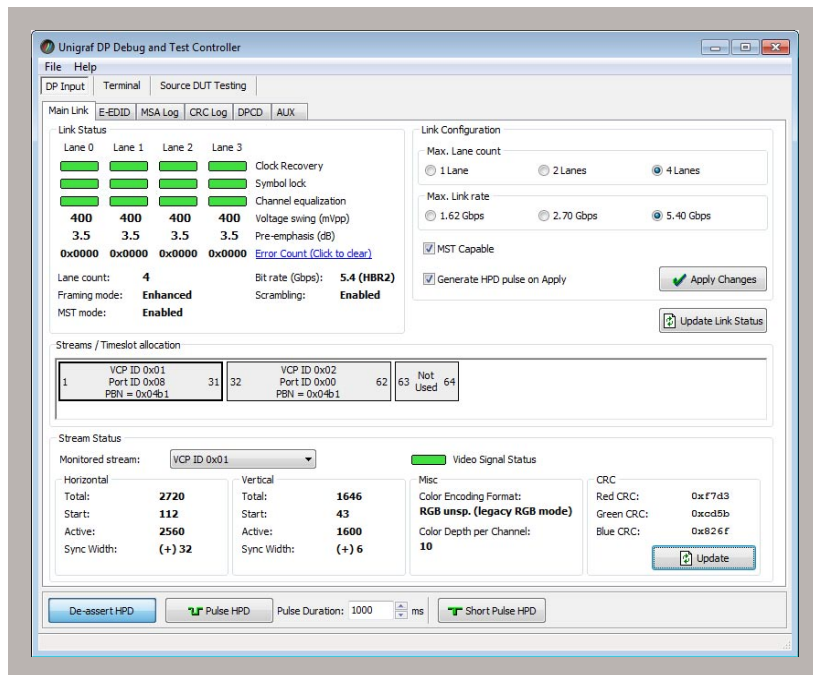 Unigraf DP Debug and Test Controller
File Help
DP Input Terminal Source DUT Testing
Main Link E-EDID MSA Log CRC Log DPCD AUX
Link Status
Lane 0 Lane 1 Lane 2 Lane 3
Clock Recovery
Symbol lock
Channel equalization
400 400 400 400 Voltage swing (mVpp)
3.5 3.5 3.5 3.5 Pre-emphasis (dB)
0x0000 0x0000 0x0000 0x0000 Error Count (Click to clear)
Lane count: 4 Bit rate (Gbps): 5.4 (HBR2)
Framing mode: Enhanced Scrambling: Enabled
MST mode: Enabled
Link Configuration
Max. Lane count
1 Lane 2 Lanes 4 Lanes
Max. Link rate
1.62 Gbps 2.70 Gbps 5.40 Gbps
MST Capable
Generate HPD pulse on Apply Apply Changes
Update Link Status
Streams / Timeslot allocation
VCP ID 0x01 VCP ID 0x02
1 Port ID 0x08 31 32 Port ID 0x00 62 63 Not Used 64
PBN = 0x04b1 PBN = 0x04b1
Stream Status
Monitored stream: VCP ID 0x01 Video Signal Status
Horizontal
Total: 2720
Start: 112
Active: 2560
Sync Width: (+) 32
Vertical
Total: 1646
Start: 43
Active: 1600
Sync Width: (+) 6
Misc
Color Encoding Format:
RGB unsp. (legacy RGB mode)
Color Depth per Channel:
10
CRC
Red CRC: 0xf7d3
Green CRC: 0xcd5b
Blue CRC: 0x826f
Update
De-assert HPD Pulse HPD Pulse Duration: 1000 ms Short Pulse HPD